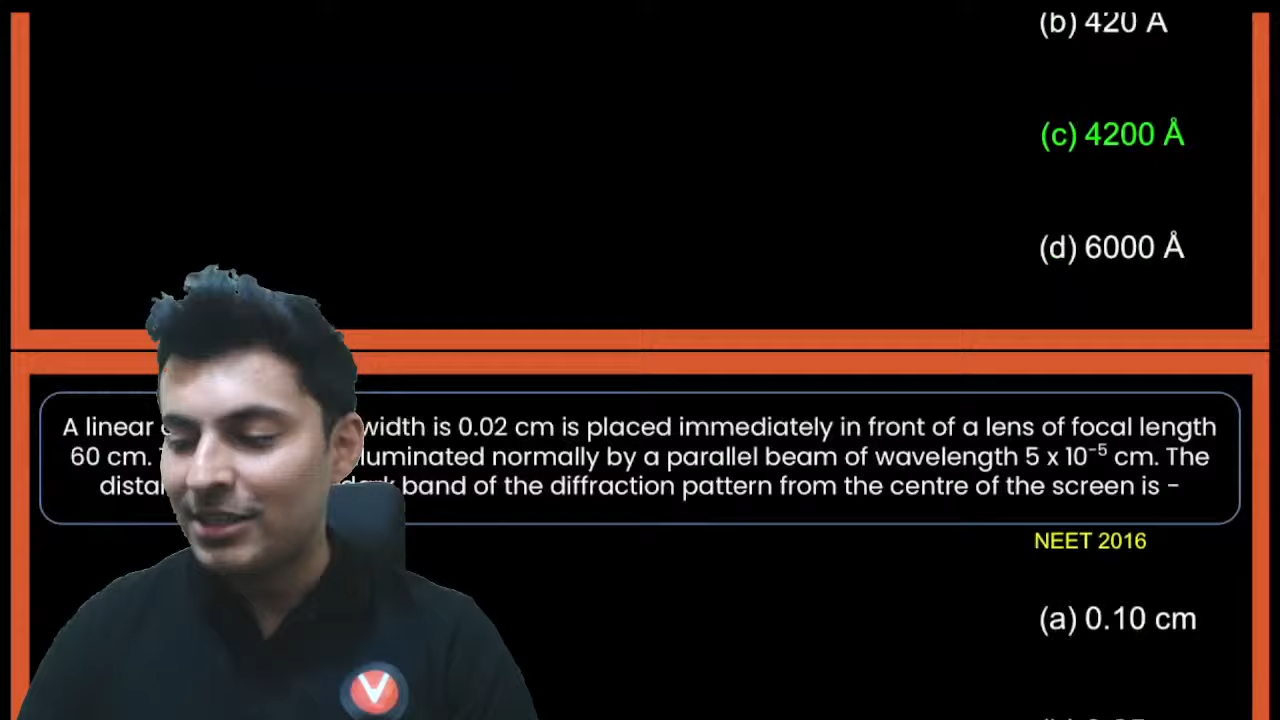 (b) 420 Å
(c) 4200 Å
(d) 6000 Å
A linear width is 0.02 cm is placed immediately in front of a lens of focal length
60 cm. illuminated normally by a parallel beam of wavelength 5 x 10⁻⁵ cm. The
dark band of the diffraction pattern from the centre of the screen is -
NEET 2016
(a) 0.10 cm